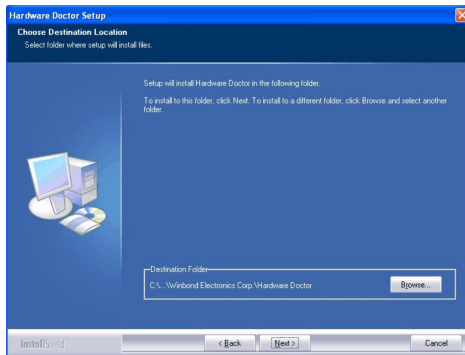 Hardware Doctor Setup
Choose Destination Location
Select folder where setup will install files.
Setup will install Hardware Doctor in the following folder.
To install to this folder, click Next. To install to a different folder, click Browse and select another
folder.
Destination Folder
C:\...\Winbond Electronics Corp.\Hardware Doctor
Browse...
InstallShield
< Back
Next >
Cancel